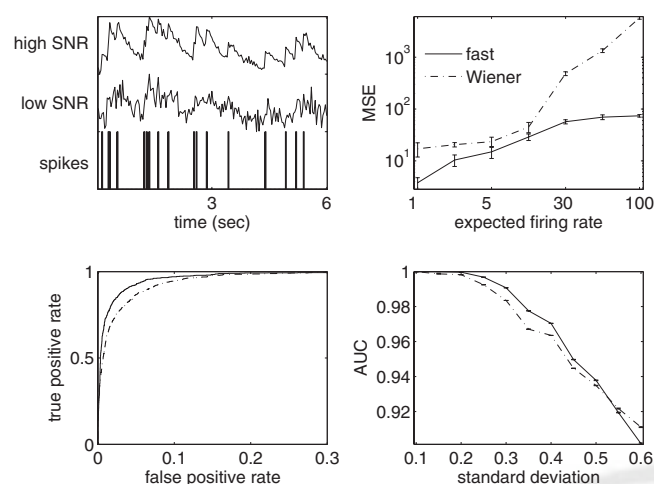 high SNR
low SNR
spikes
3
6
time (sec)
MSE
10³
10²
10¹
fast
Wiener
1
5
30
100
expected firing rate
true positive rate
1
0.5
0
0
0.1
0.2
0.3
false positive rate
AUC
1
0.98
0.96
0.94
0.92
0.1
0.2
0.3
0.4
0.5
0.6
standard deviation